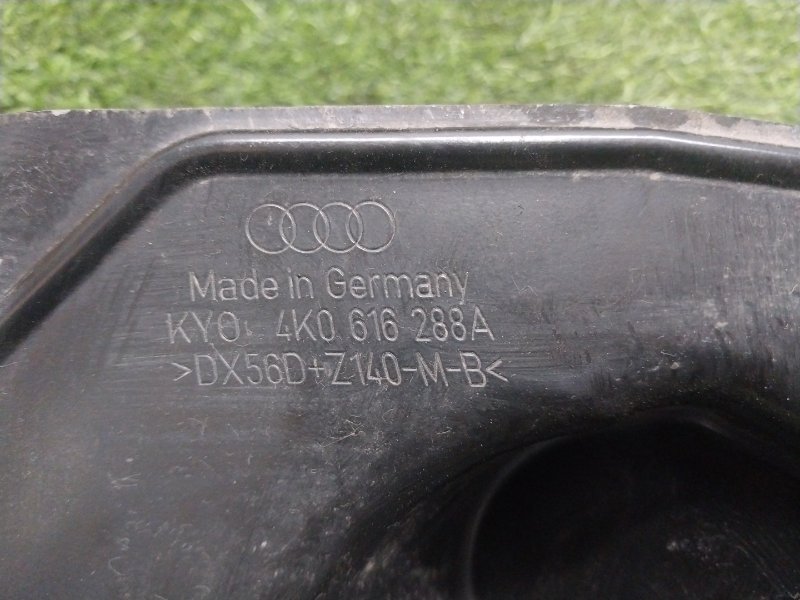 Made in Germany
KYO 4K0 616 288A
>DX56D+Z140-M-B<